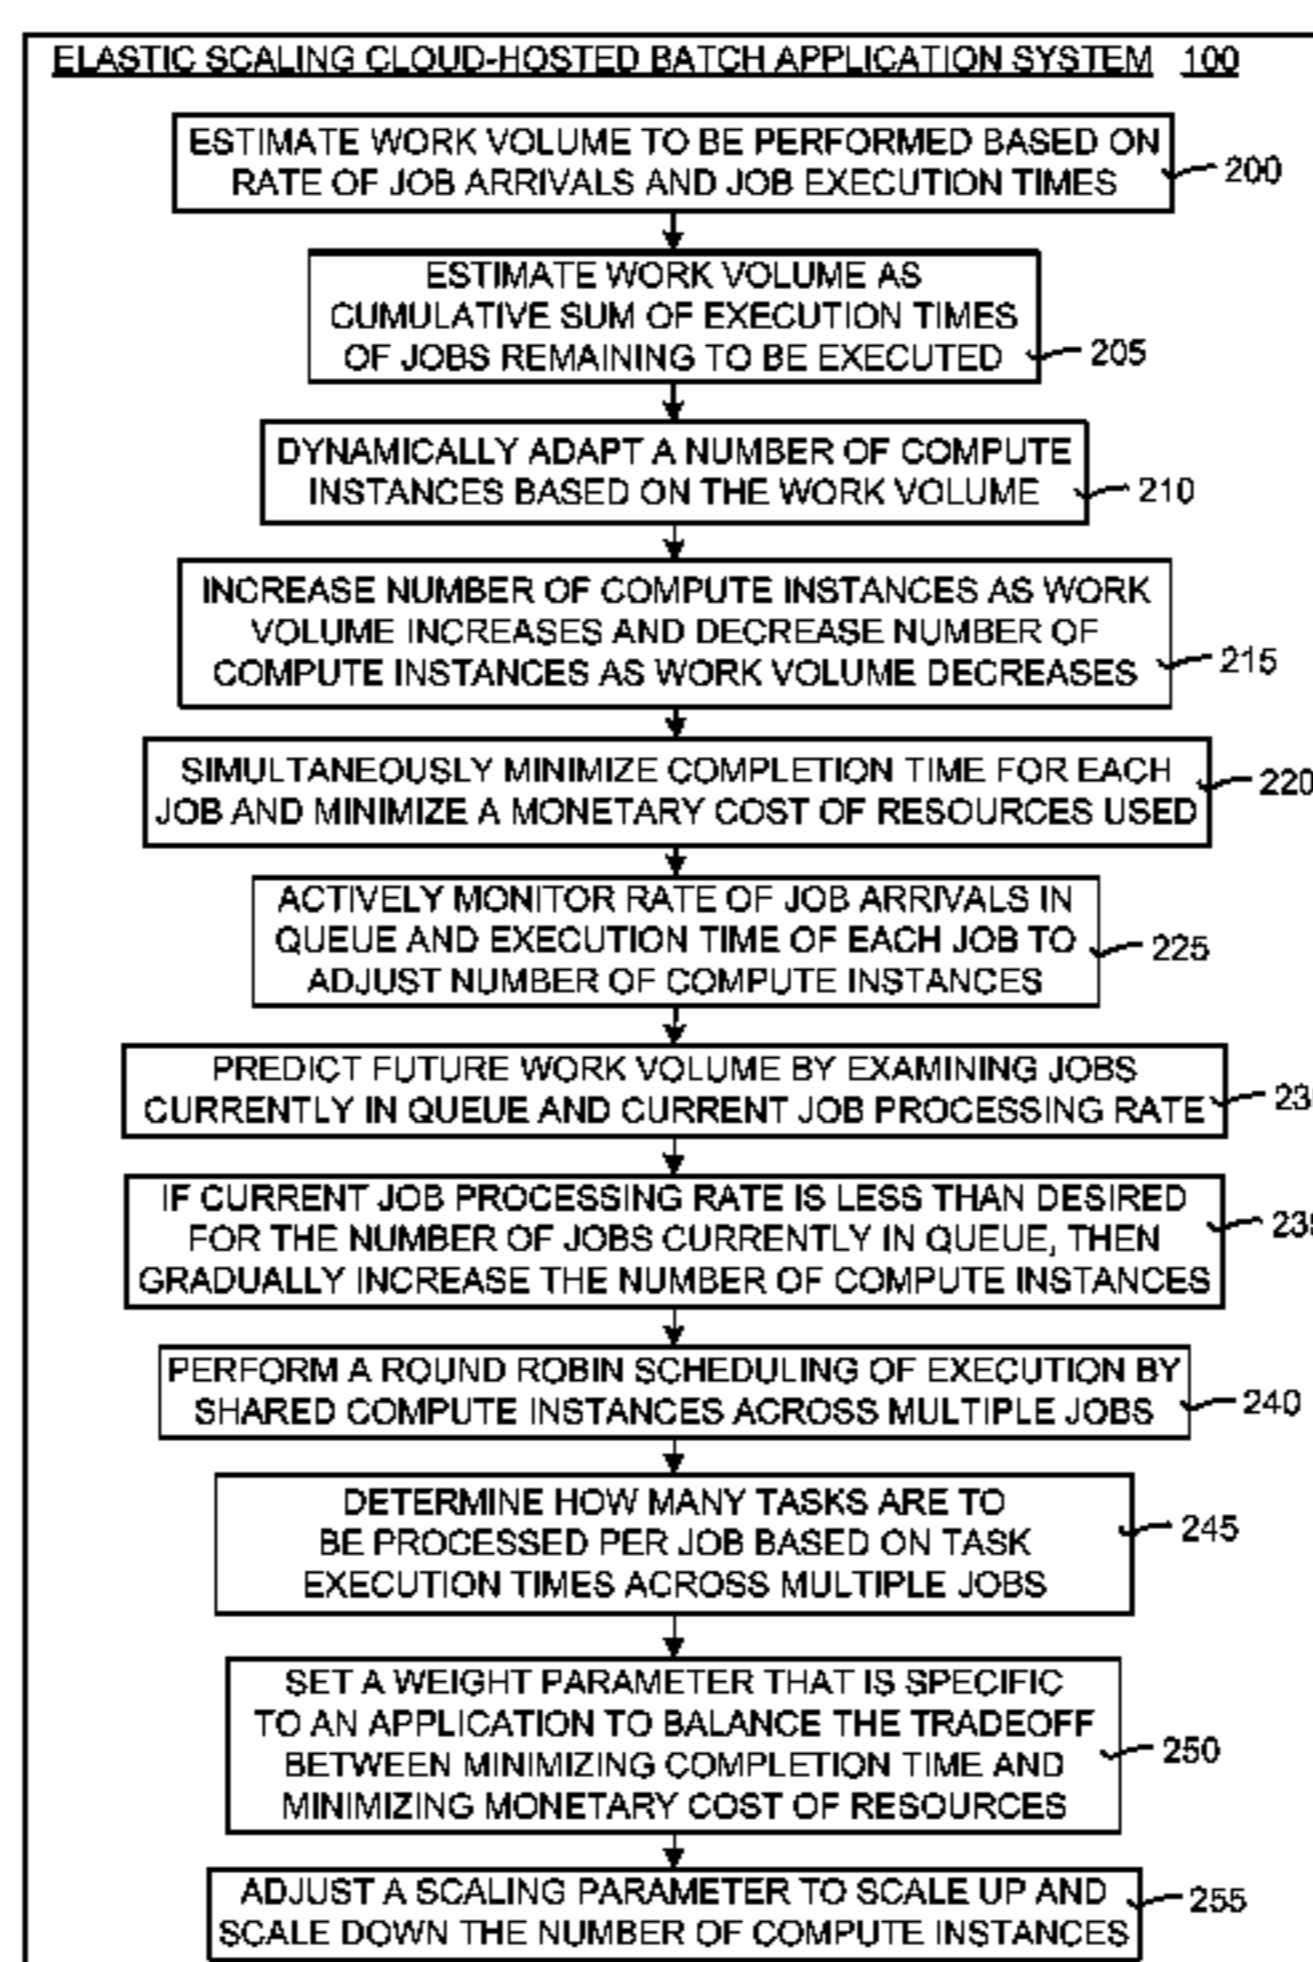 ELASTIC SCALING CLOUD-HOSTED BATCH APPLICATION SYSTEM 100
ESTIMATE WORK VOLUME TO BE PERFORMED BASED ON
RATE OF JOB ARRIVALS AND JOB EXECUTION TIMES
200
ESTIMATE WORK VOLUME AS
CUMULATIVE SUM OF EXECUTION TIMES
OF JOBS REMAINING TO BE EXECUTED
205
DYNAMICALLY ADAPT A NUMBER OF COMPUTE
INSTANCES BASED ON THE WORK VOLUME
210
INCREASE NUMBER OF COMPUTE INSTANCES AS WORK
VOLUME INCREASES AND DECREASE NUMBER OF
COMPUTE INSTANCES AS WORK VOLUME DECREASES
215
SIMULTANEOUSLY MINIMIZE COMPLETION TIME FOR EACH
JOB AND MINIMIZE A MONETARY COST OF RESOURCES USED
220
ACTIVELY MONITOR RATE OF JOB ARRIVALS IN
QUEUE AND EXECUTION TIME OF EACH JOB TO
ADJUST NUMBER OF COMPUTE INSTANCES
225
PREDICT FUTURE WORK VOLUME BY EXAMINING JOBS
CURRENTLY IN QUEUE AND CURRENT JOB PROCESSING RATE
IF CURRENT JOB PROCESSING RATE IS LESS THAN DESIRED
FOR THE NUMBER OF JOBS CURRENTLY IN QUEUE, THEN
GRADUALLY INCREASE THE NUMBER OF COMPUTE INSTANCES
PERFORM A ROUND ROBIN SCHEDULING OF EXECUTION BY
SHARED COMPUTE INSTANCES ACROSS MULTIPLE JOBS
240
DETERMINE HOW MANY TASKS ARE TO
BE PROCESSED PER JOB BASED ON TASK
EXECUTION TIMES ACROSS MULTIPLE JOBS
245
SET A WEIGHT PARAMETER THAT IS SPECIFIC
TO AN APPLICATION TO BALANCE THE TRADEOFF
BETWEEN MINIMIZING COMPLETION TIME AND
MINIMIZING MONETARY COST OF RESOURCES
250
ADJUST A SCALING PARAMETER TO SCALE UP AND
SCALE DOWN THE NUMBER OF COMPUTE INSTANCES
255